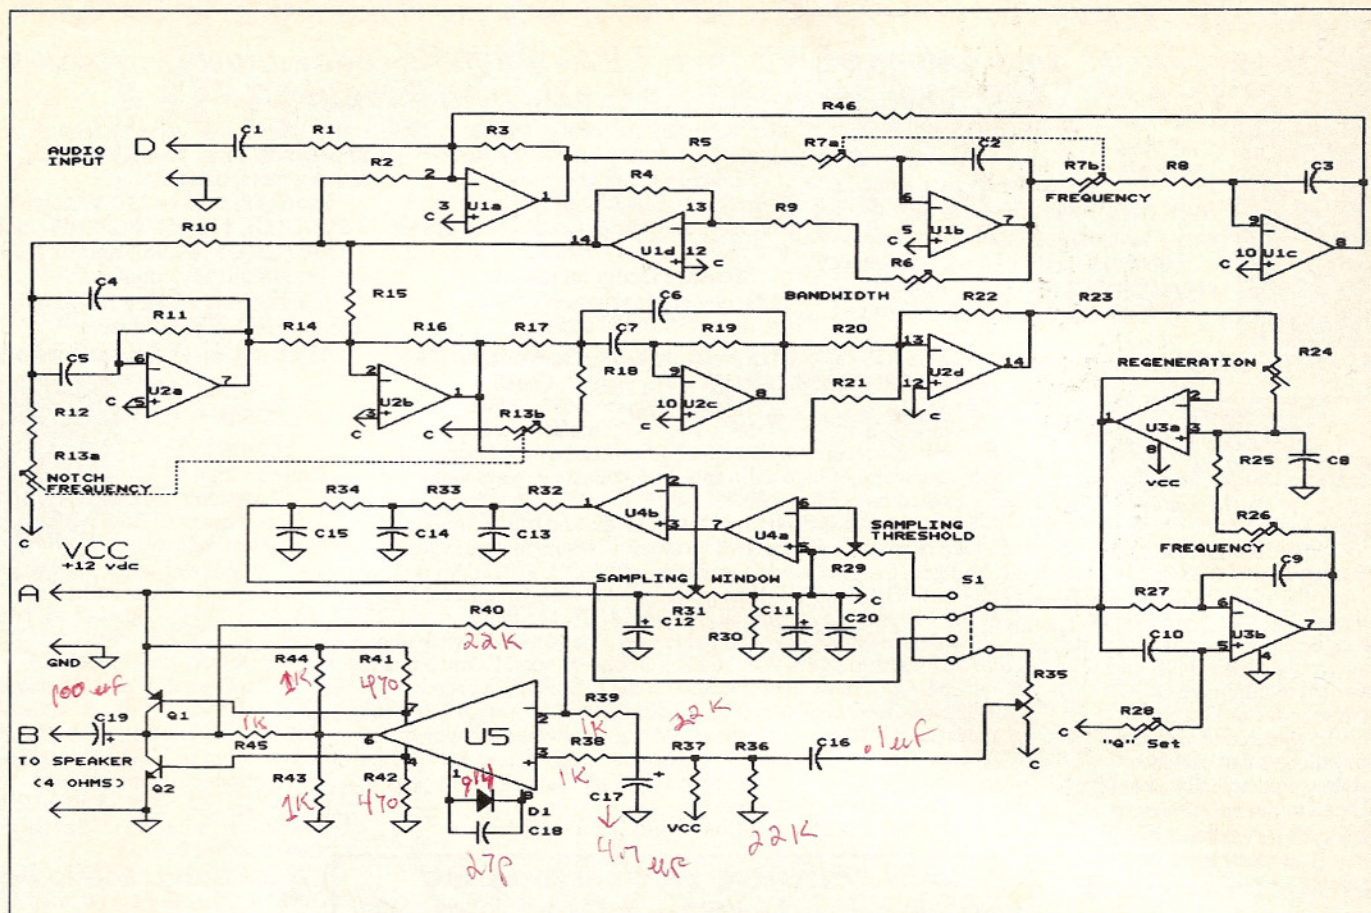 R46
C1 R1 R3 R5 R7a C2
AUDIO INPUT D
R2 2 U1a 1 3 C
R4 13 U1d 12 C 14
R9
6 U1b 7 5 C
R7b R8 C3
FREQUENCY
9 U1c 8 10 C
R10
R6
BANDWIDTH
C4 R11 C5 6 U2a 7 5 C
R14 R15 R16 R17
2 U2b 1 3 C
C6 C7 R19 R18
9 U2c 8 10 C
R20 R21 R22 R23
13 U2d 14 12 C
R12
R13a
NOTCH FREQUENCY
C
R13b C
REGENERATION R24
2 U3a 1 3 8 VCC
R25 C8
R26
FREQUENCY
R34 R33 R32
C15 C14 C13
1 U4b 2 3
7 U4a 6 5
SAMPLING THRESHOLD
R29
VCC
+12 vdc
A
SAMPLING WINDOW
R31 C12 R30 C11 C20 C
S1
R27 C9
6 U3b 7 5 4
C10
R28 C
"Q" Set
R35 C
GND
R40
22K
R44
1K
R41
470
100 uf
C19 Q1
1K
R45
B
TO SPEAKER
(4 OHMS)
Q2
R43
1K
R42
470
7 6 4 U5 2 3 1 8
914
D1
C18
27p
R39
1K
R38
1K
C17
4.7 uf
22K
R37
VCC
R36
22K
C16
.1uf